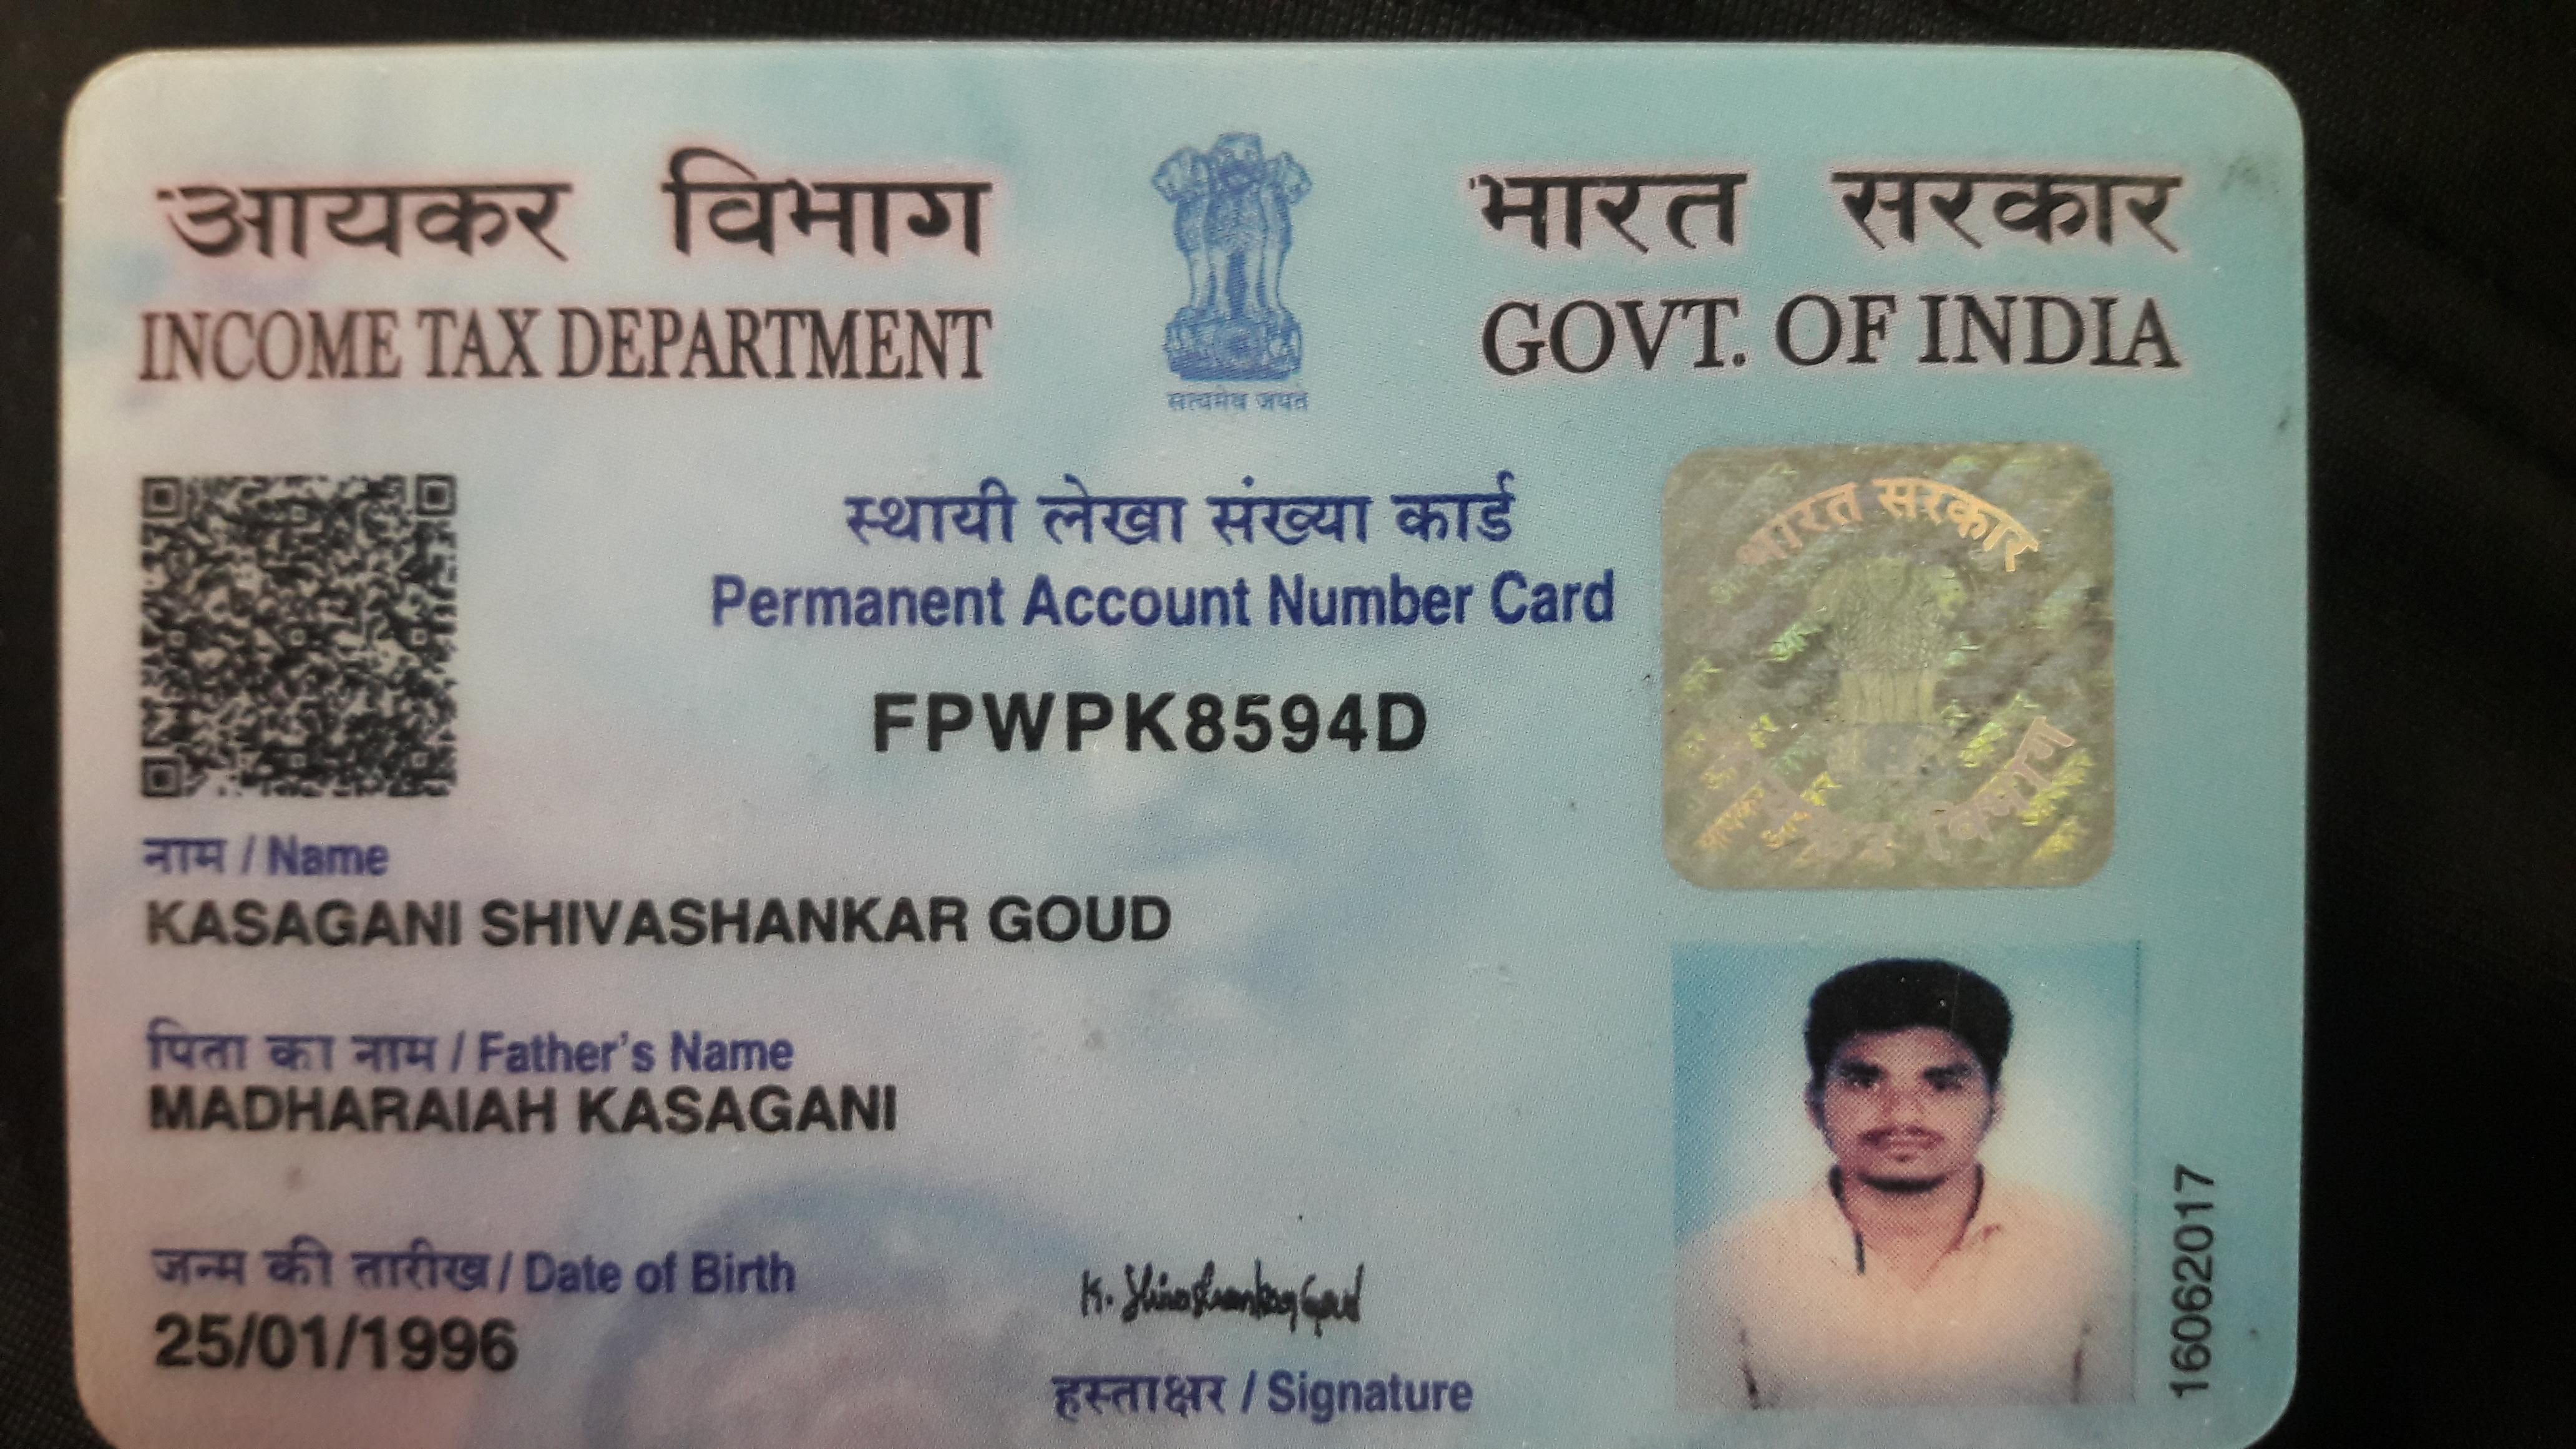 आयकर विभाग
INCOME TAX DEPARTMENT
सत्यमेव जयते
भारत सरकार
GOVT. OF INDIA
स्थायी लेखा संख्या कार्ड
Permanent Account Number Card
FPWPK8594D
भारत सरकार
विभाग
नाम / Name
KASAGANI SHIVASHANKAR GOUD
पिता का नाम / Father's Name
MADHARAIAH KASAGANI
जन्म की तारीख / Date of Birth
25/01/1996
K. Shivashankar Goud
हस्ताक्षर / Signature
16062017